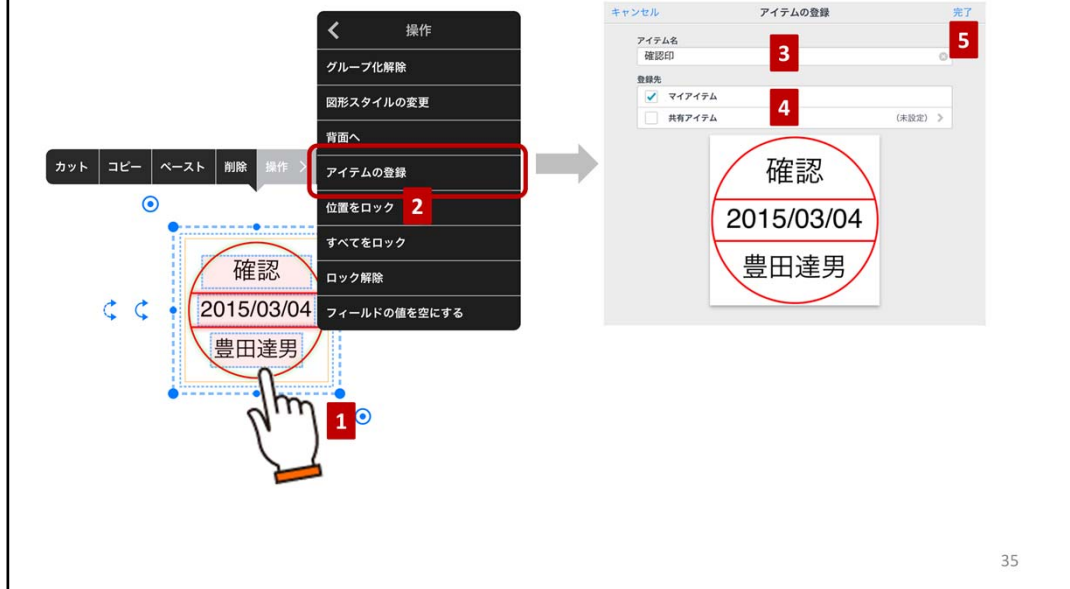 カット コピー ペースト 削除 操作
操作
グループ化解除
図形スタイルの変更
背面へ
アイテムの登録
位置をロック
2
すべてをロック
ロック解除
フィールドの値を空にする
確認
2015/03/04
豊田達男
1
キャンセル アイテムの登録 完了
5
アイテム名
確認印
3
登録先
マイアイテム
4
共有アイテム (未設定)
確認
2015/03/04
豊田達男
35